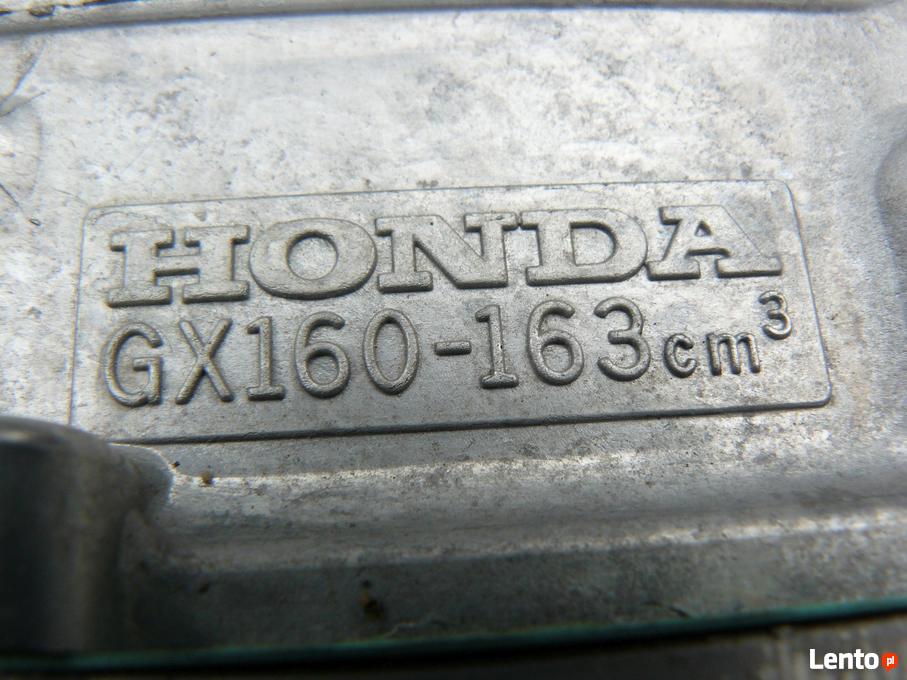 HONDA
GX160-163cm³
Lento.pl